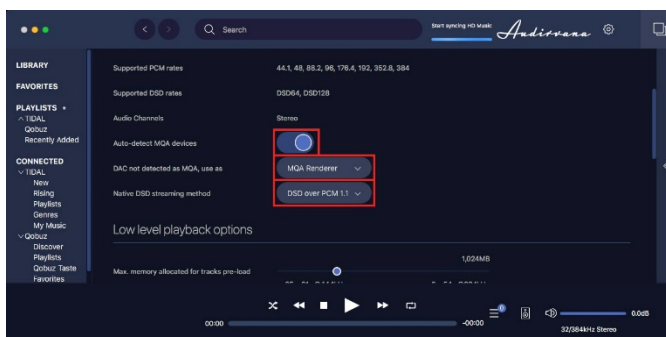 Search
Start syncing HD Music
Audirvana
LIBRARY
FAVORITES
PLAYLISTS +
TIDAL
Qobuz
Recently Added
CONNECTED
TIDAL
New
Rising
Playlists
Genres
My Music
Qobuz
Discover
Playlists
Qobuz Taste
Favorites
Supported PCM rates 44.1, 48, 88.2, 96, 176.4, 192, 352.8, 384
Supported DSD rates DSD64, DSD128
Audio Channels Stereo
Auto-detect MQA devices
DAC not detected as MQA, use as MQA Renderer
Native DSD streaming method DSD over PCM 1.1
Low level playback options
1,024MB
Max. memory allocated for tracks pre-load
00:00 -00:00
0
0.0dB
32/384kHz Stereo